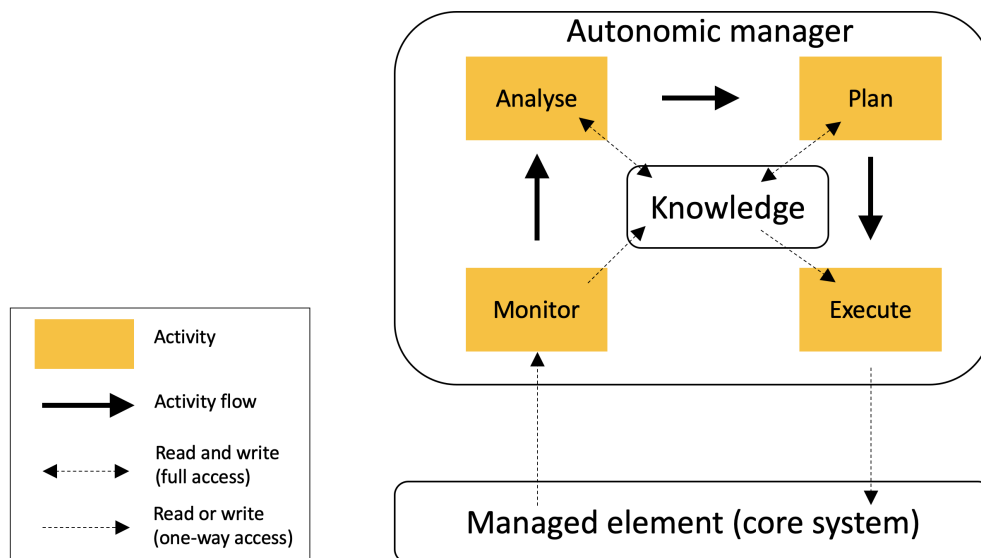 Autonomic manager
Analyse
Plan
Knowledge
Monitor
Execute
Activity
Activity flow
Read and write
(full access)
Read or write
(one-way access)
Managed element (core system)